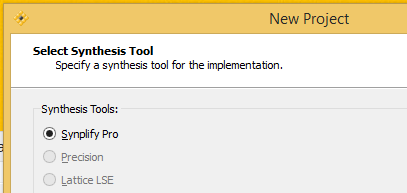 New Project
Select Synthesis Tool
Specify a synthesis tool for the implementation.
Synthesis Tools:
Synplify Pro
Precision
Lattice LSE